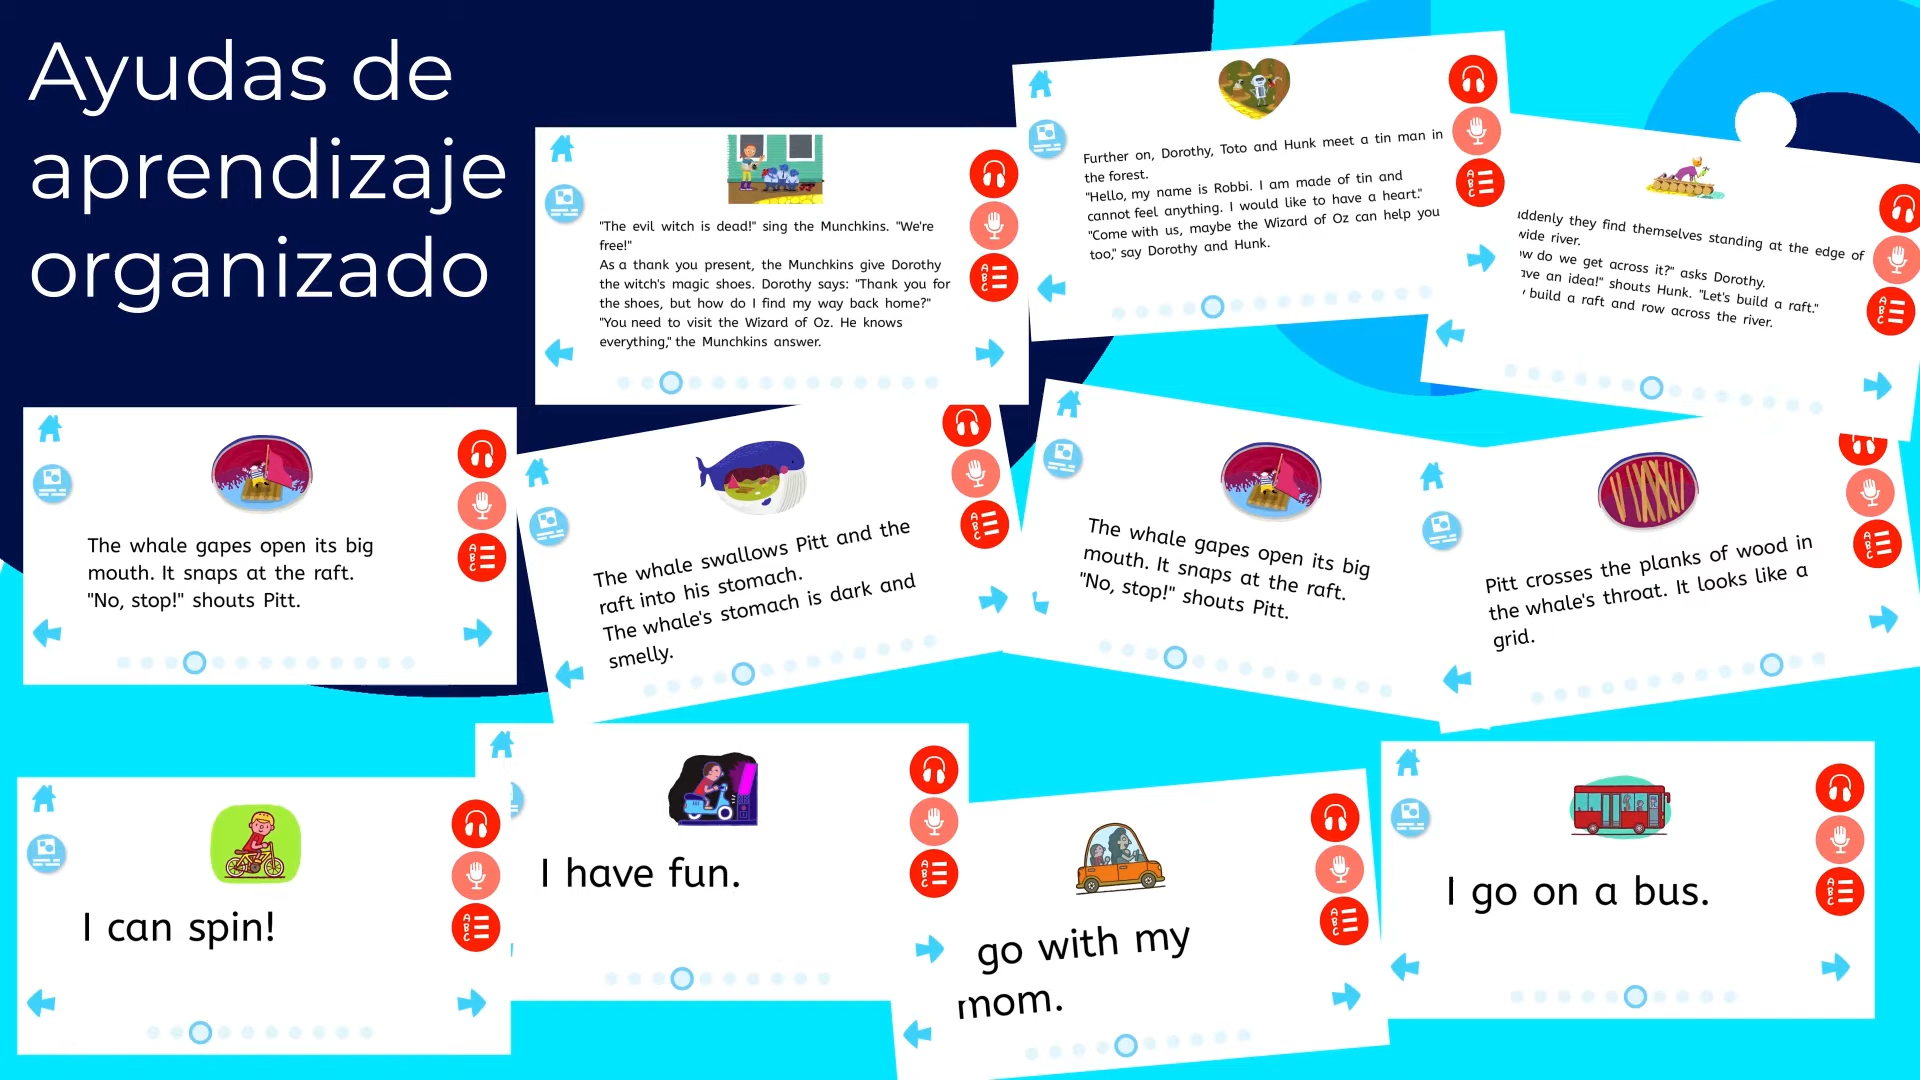 Ayudas de
aprendizaje
organizado
"The evil witch is dead!" sing the Munchkins. "We're
free!"
As a thank you present, the Munchkins give Dorothy
the witch's magic shoes. Dorothy says: "Thank you for
the shoes, but how do I find my way back home?"
"You need to visit the Wizard of Oz. He knows
everything," the Munchkins answer.
A
B
C
Further on, Dorothy, Toto and Hunk meet a tin man in
the forest.
"Hello, my name is Robbi. I am made of tin and
cannot feel anything. I would like to have a heart."
"Come with us, maybe the Wizard of Oz can help you
too," say Dorothy and Hunk.
A
B
C
uddenly they find themselves standing at the edge of
wide river.
ow do we get across it?" asks Dorothy.
ave an idea!" shouts Hunk. "Let's build a raft."
build a raft and row across the river.
A
B
C
The whale gapes open its big
mouth. It snaps at the raft.
"No, stop!" shouts Pitt.
A
B
C
The whale swallows Pitt and the
raft into his stomach.
The whale's stomach is dark and
smelly.
A
B
C
The whale gapes open its big
mouth. It snaps at the raft.
"No, stop!" shouts Pitt.
Pitt crosses the planks of wood in
the whale's throat. It looks like a
grid.
A
B
C
I can spin!
A
B
C
I have fun.
A
B
C
go with my
mom.
A
B
C
I go on a bus.
A
B
C